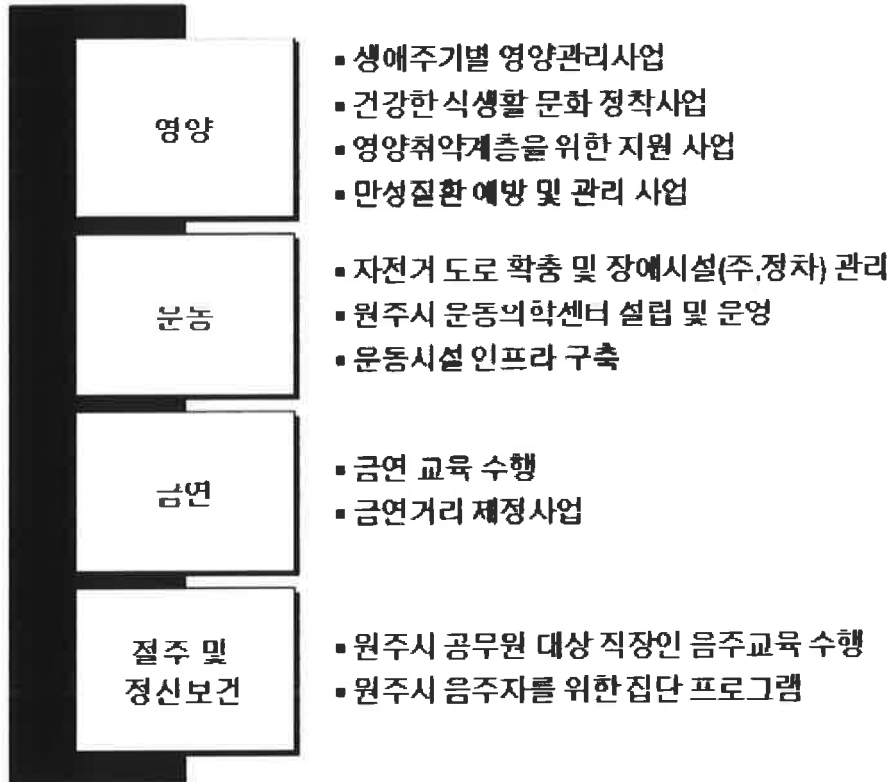 영양
▪ 생애주기별 영양관리사업
▪ 건강한 식생활 문화 정착사업
▪ 영양취약계층을 위한 지원 사업
▪ 만성질환 예방 및 관리 사업
운동
▪ 자전거 도로 확충 및 장애시설(주,정차) 관리
▪ 원주시 운동의학센터 설립 및 운영
▪ 운동시설 인프라 구축
금연
▪ 금연 교육 수행
▪ 금연거리 제정사업
절주 및
정신보건
▪ 원주시 공무원 대상 직장인 음주교육 수행
▪ 원주시 음주자를 위한 집단 프로그램